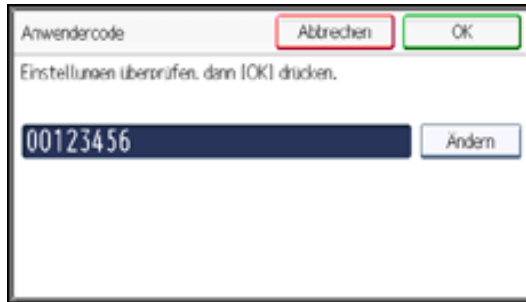 Anwendercode Abbrechen OK
Einstellungen überprüfen, dann [OK] drücken.
00123456 Ändern